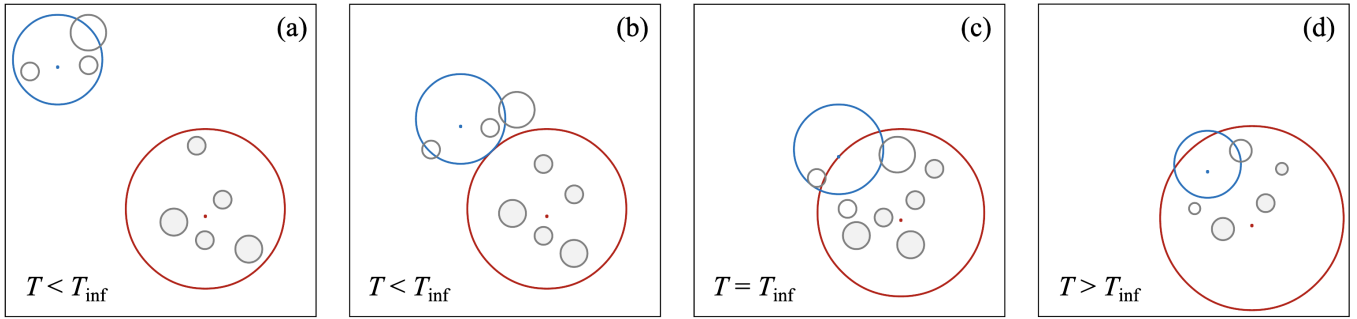 (a)
T < T_inf
(b)
T < T_inf
(c)
T = T_inf
(d)
T > T_inf